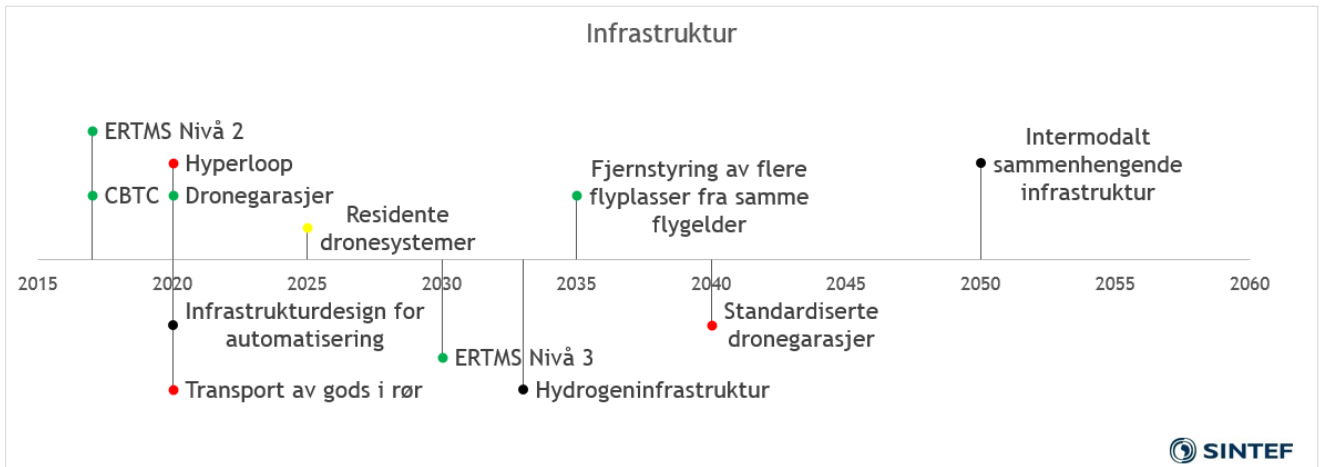 Infrastruktur
ERTMS Nivå 2
Hyperloop
CBTC
Dronegarasjer
Residente
dronesystemer
Fjernstyring av flere
flyplasser fra samme
flygelder
Intermodalt
sammenhengende
infrastruktur
2015
2020
2025
2030
2035
2040
2045
2050
2055
2060
Infrastrukturdesign for
automatisering
Transport av gods i rør
ERTMS Nivå 3
Hydrogeninfrastruktur
Standardiserte
dronegarasjer
SINTEF